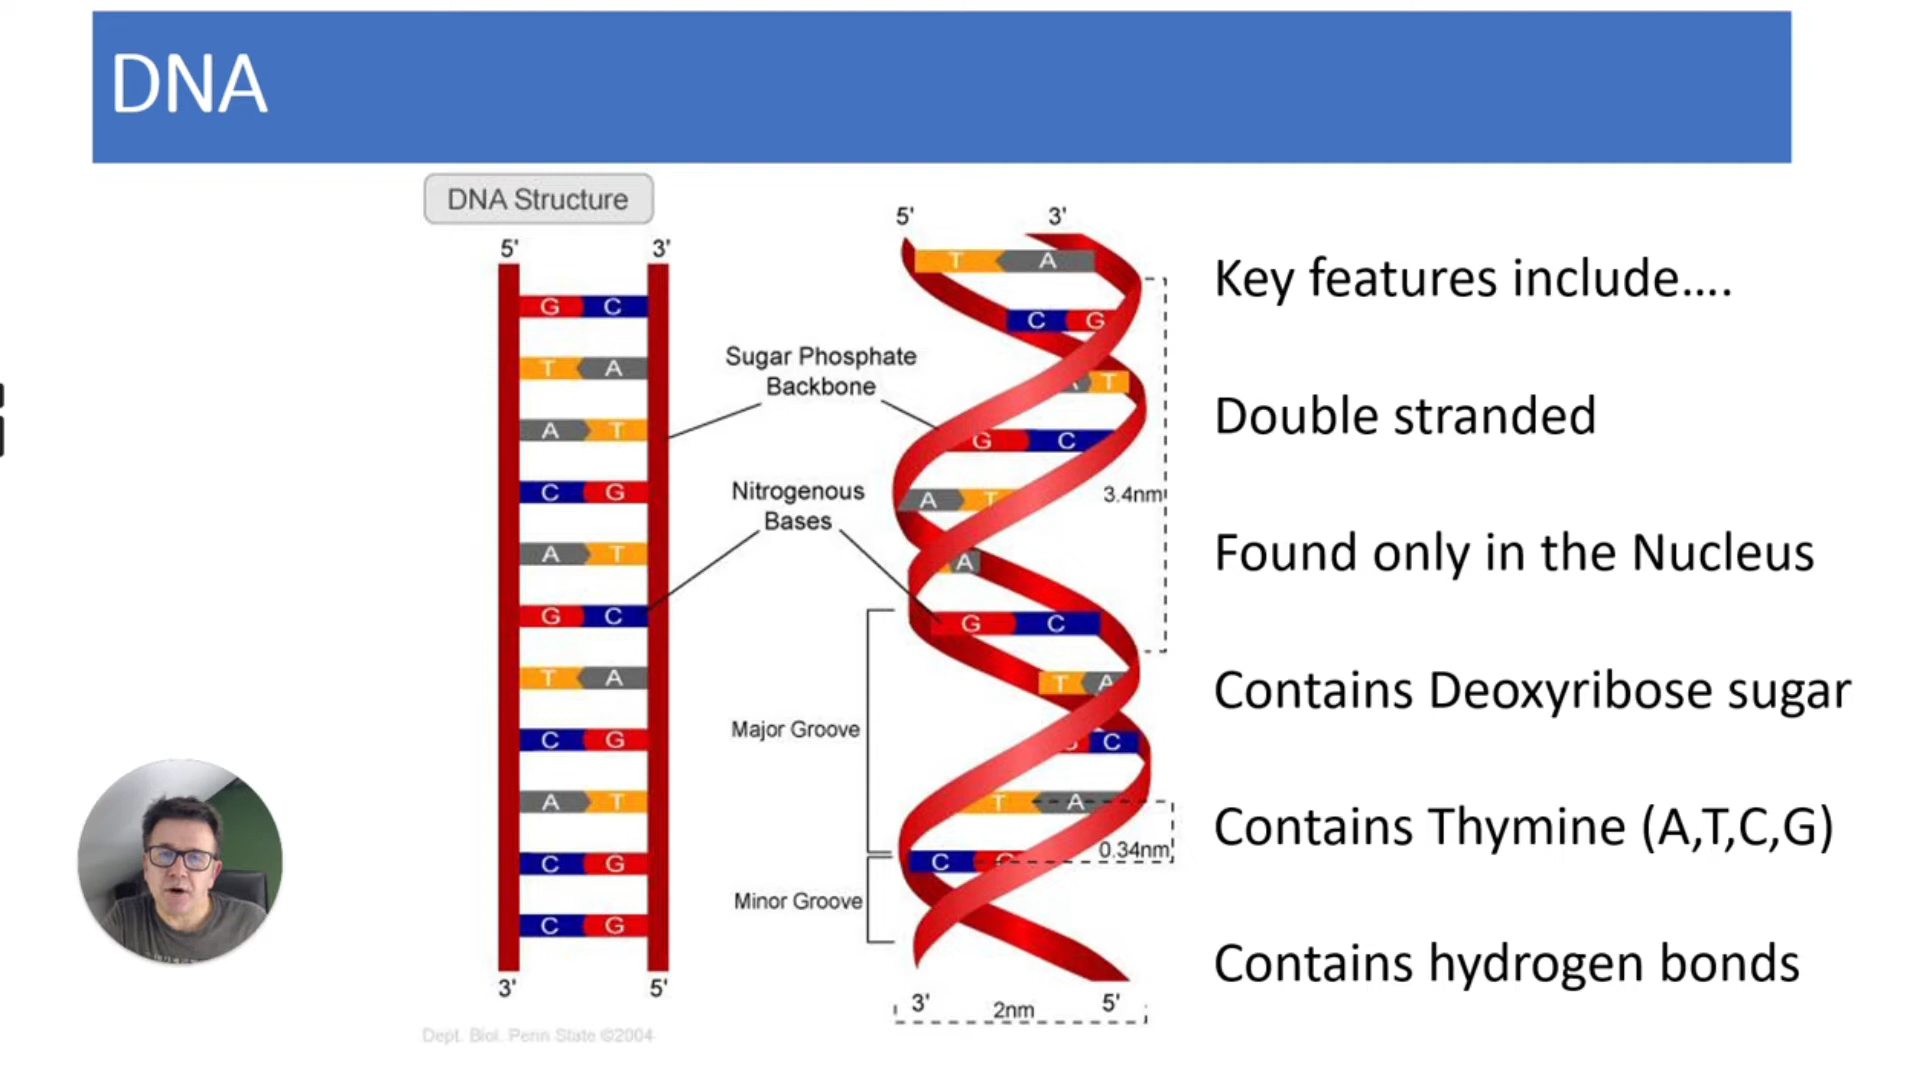 DNA
DNA Structure
5' 3'
G C
T A
A T
C G
A T
G C
T A
C G
A T
C G
C G
3' 5'
Dept. Biol. Penn State ©2004
Sugar Phosphate
Backbone
Nitrogenous
Bases
Major Groove
Minor Groove
5' 3'
T A
C G
A T
G C
A T
A
G C
T A
G C
T A
C G
3' 5'
3.4nm
0.34nm
2nm
Key features include….
Double stranded
Found only in the Nucleus
Contains Deoxyribose sugar
Contains Thymine (A,T,C,G)
Contains hydrogen bonds